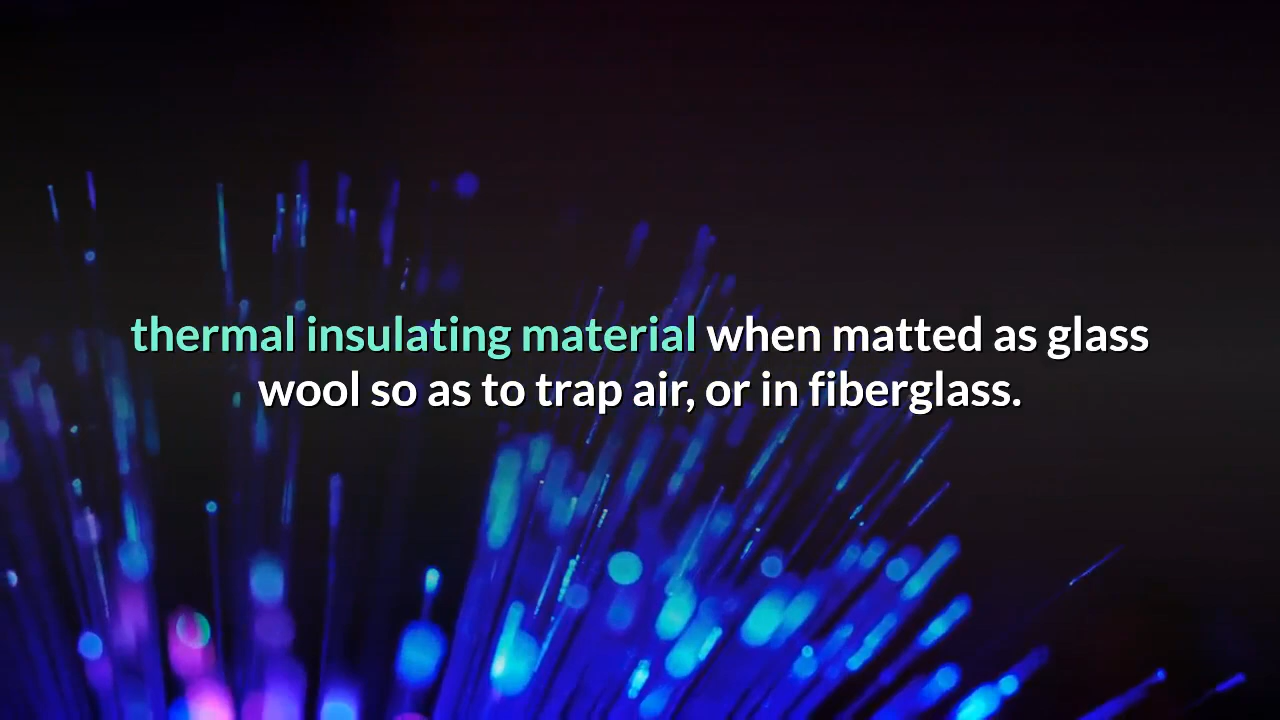 thermal insulating material when matted as glass
wool so as to trap air, or in fiberglass.